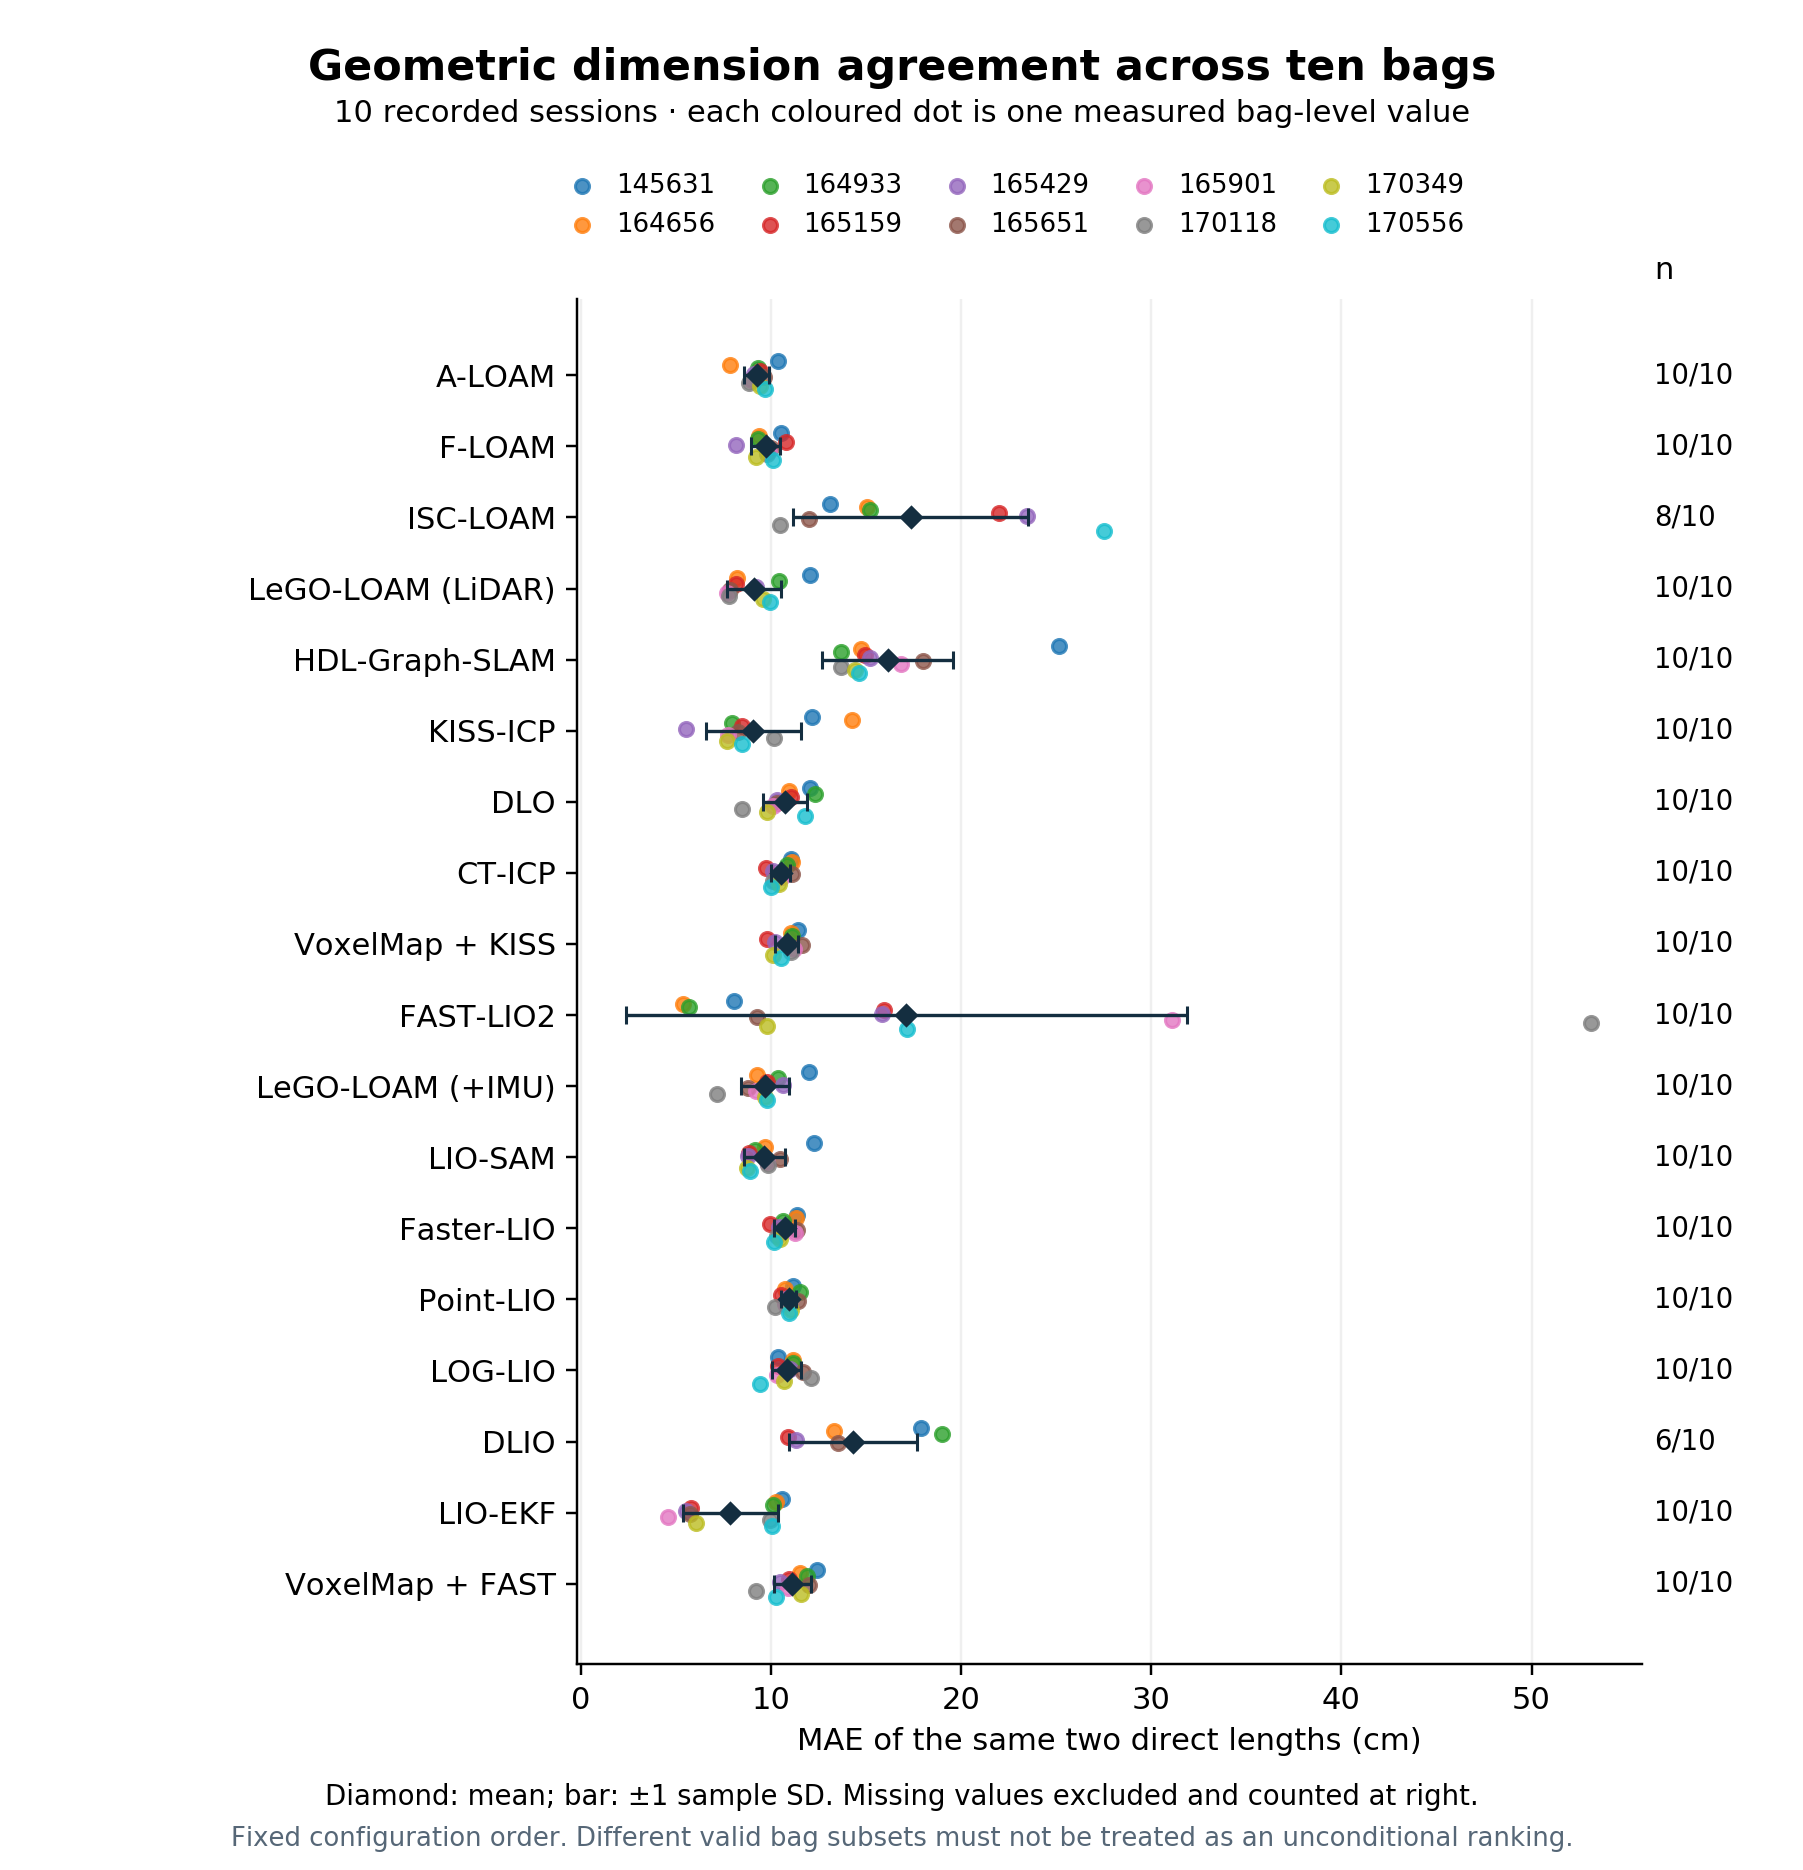 Geometric dimension agreement across ten bags
10 recorded sessions · each coloured dot is one measured bag-level value
145631 164933 165429 165901 170349
164656 165159 165651 170118 170556
n
A-LOAM 10/10
F-LOAM 10/10
ISC-LOAM 8/10
LeGO-LOAM (LiDAR) 10/10
HDL-Graph-SLAM 10/10
KISS-ICP 10/10
DLO 10/10
CT-ICP 10/10
VoxelMap + KISS 10/10
FAST-LIO2 10/10
LeGO-LOAM (+IMU) 10/10
LIO-SAM 10/10
Faster-LIO 10/10
Point-LIO 10/10
LOG-LIO 10/10
DLIO 6/10
LIO-EKF 10/10
VoxelMap + FAST 10/10
0 10 20 30 40 50
MAE of the same two direct lengths (cm)
Diamond: mean; bar: ±1 sample SD. Missing values excluded and counted at right.
Fixed configuration order. Different valid bag subsets must not be treated as an unconditional ranking.